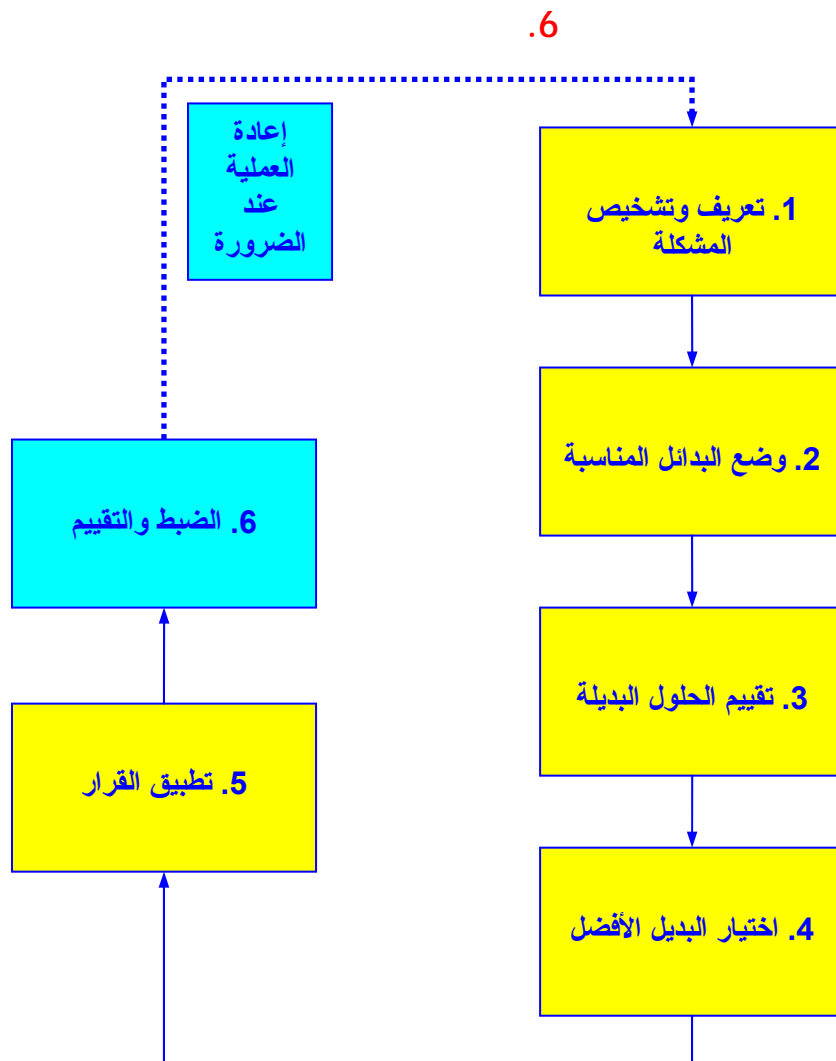 .6
إعادة
العملية
عند
الضرورة
1. تعريف وتشخيص
المشكلة
2. وضع البدائل المناسبة
3. تقييم الحلول البديلة
4. اختيار البديل الأفضل
5. تطبيق القرار
6. الضبط والتقييم